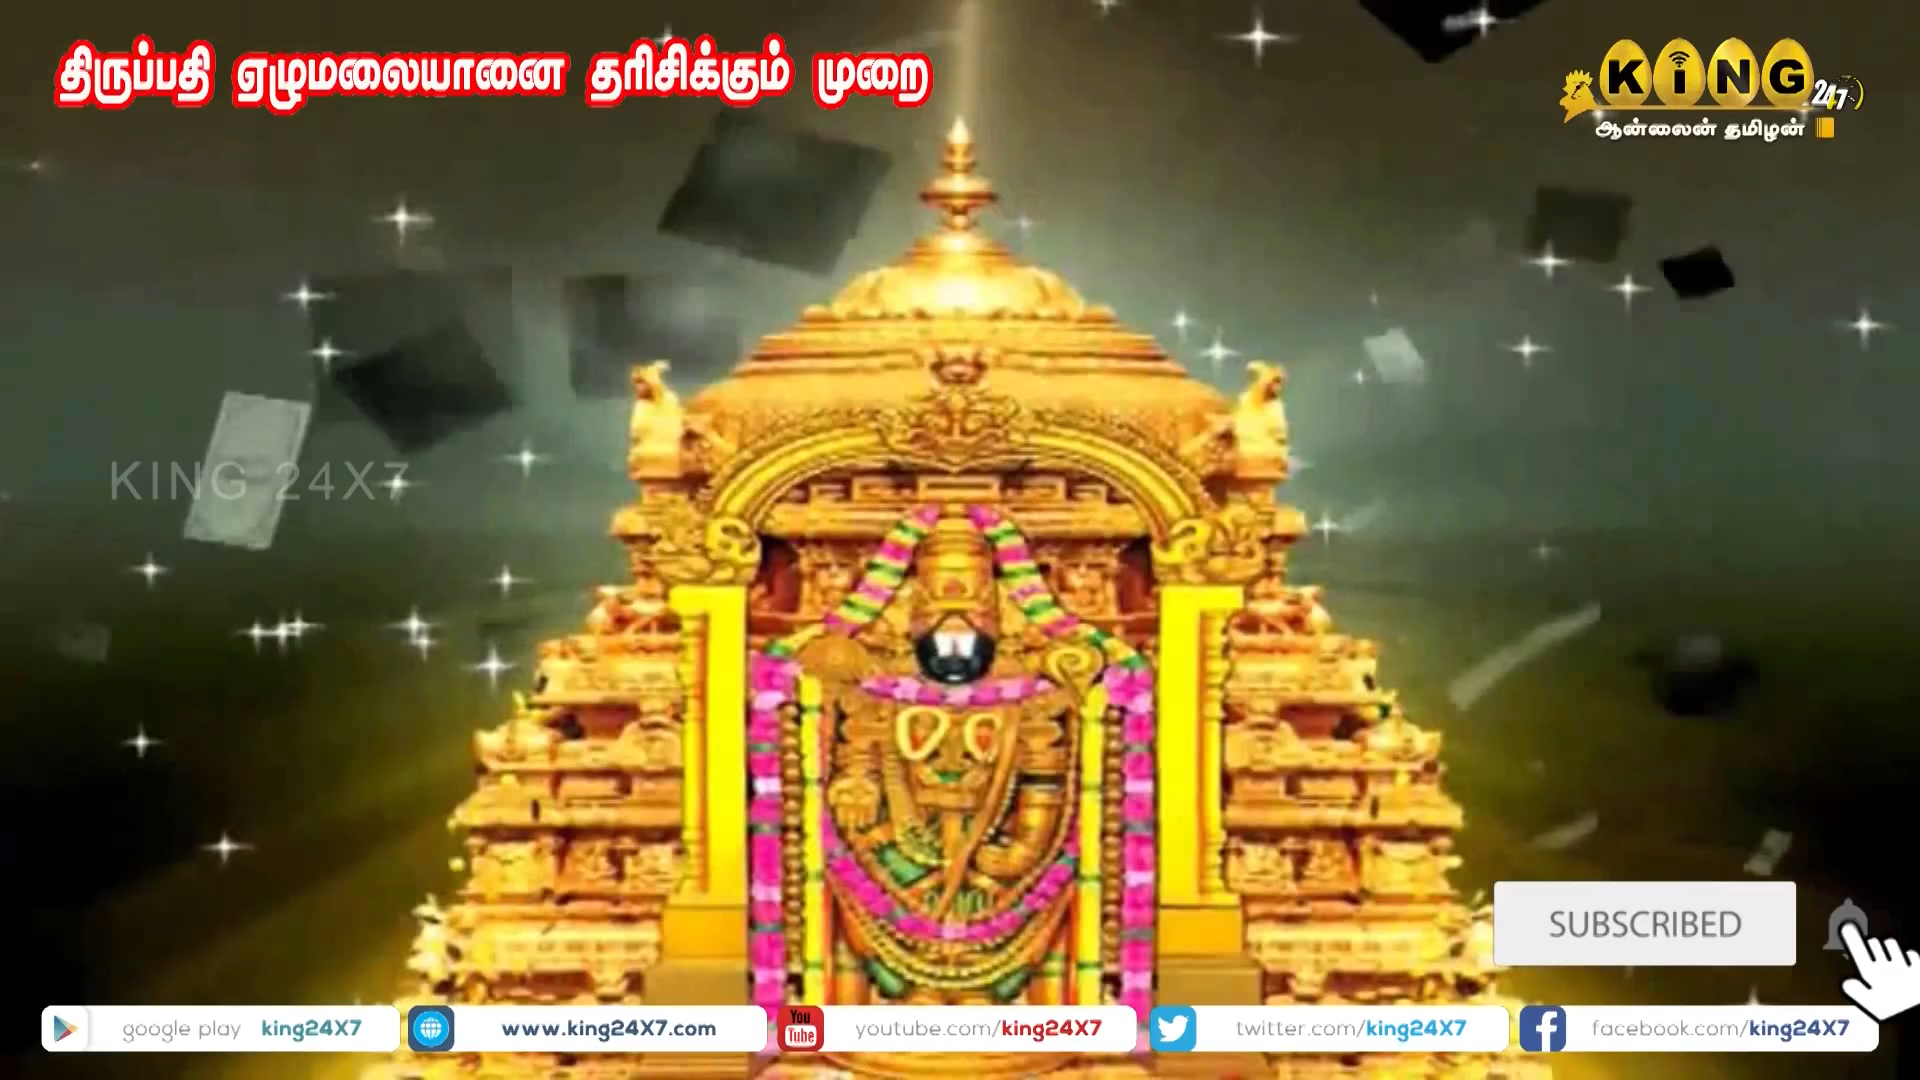 திருப்பதி ஏழுமலையானை தரிசிக்கும் முறை
KiNG 24/7
ஆன்லைன் தமிழன்
KING 24X7
SUBSCRIBED
google play king24X7
www.king24X7.com
You Tube
youtube.com/king24X7
twitter.com/king24X7
facebook.com/king24X7